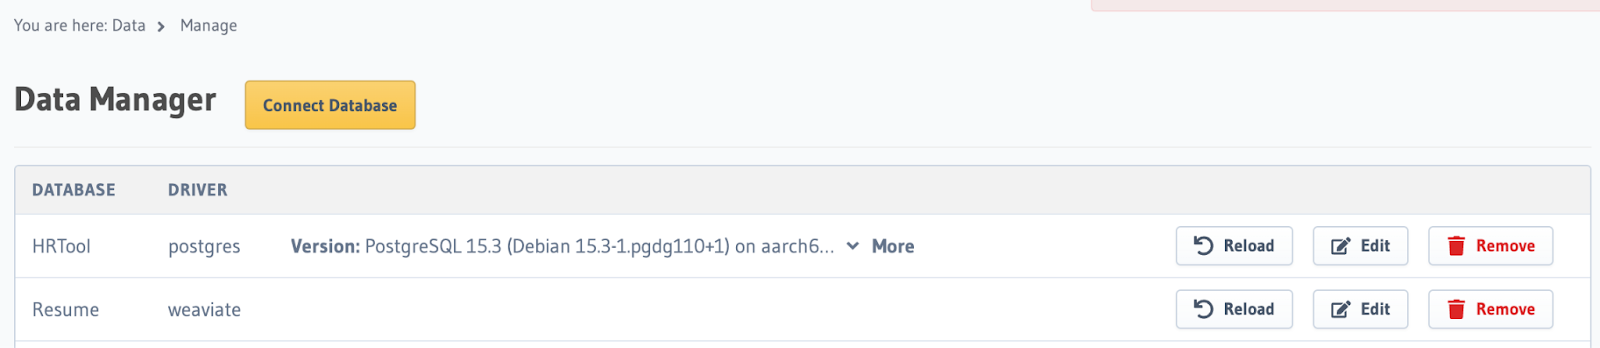 You are here: Data > Manage
Data Manager Connect Database
DATABASE DRIVER
HRTool postgres Version: PostgreSQL 15.3 (Debian 15.3-1.pgdg110+1) on aarch6... More Reload Edit Remove
Resume weaviate Reload Edit Remove